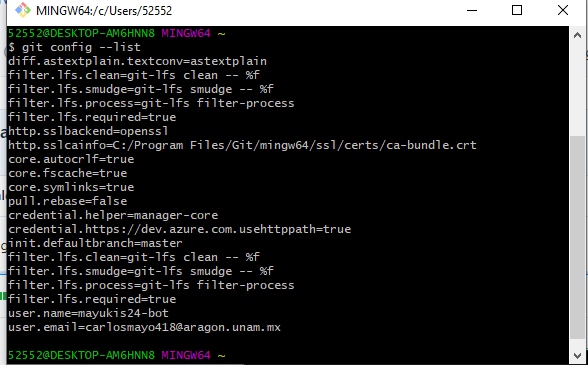 MINGW64:/c/Users/52552
52552@DESKTOP-AM6HNN8 MINGW64 ~
$ git config --list
diff.astextplain.textconv=astextplain
filter.lfs.clean=git-lfs clean -- %f
filter.lfs.smudge=git-lfs smudge -- %f
filter.lfs.process=git-lfs filter-process
filter.lfs.required=true
http.sslbackend=openssl
http.sslcainfo=C:/Program Files/Git/mingw64/ssl/certs/ca-bundle.crt
core.autocrlf=true
core.fscache=true
core.symlinks=true
pull.rebase=false
credential.helper=manager-core
credential.https://dev.azure.com.usehttppath=true
init.defaultbranch=master
filter.lfs.clean=git-lfs clean -- %f
filter.lfs.smudge=git-lfs smudge -- %f
filter.lfs.process=git-lfs filter-process
filter.lfs.required=true
user.name=mayukis24-bot
user.email=carlosmayo418@aragon.unam.mx
52552@DESKTOP-AM6HNN8 MINGW64 ~